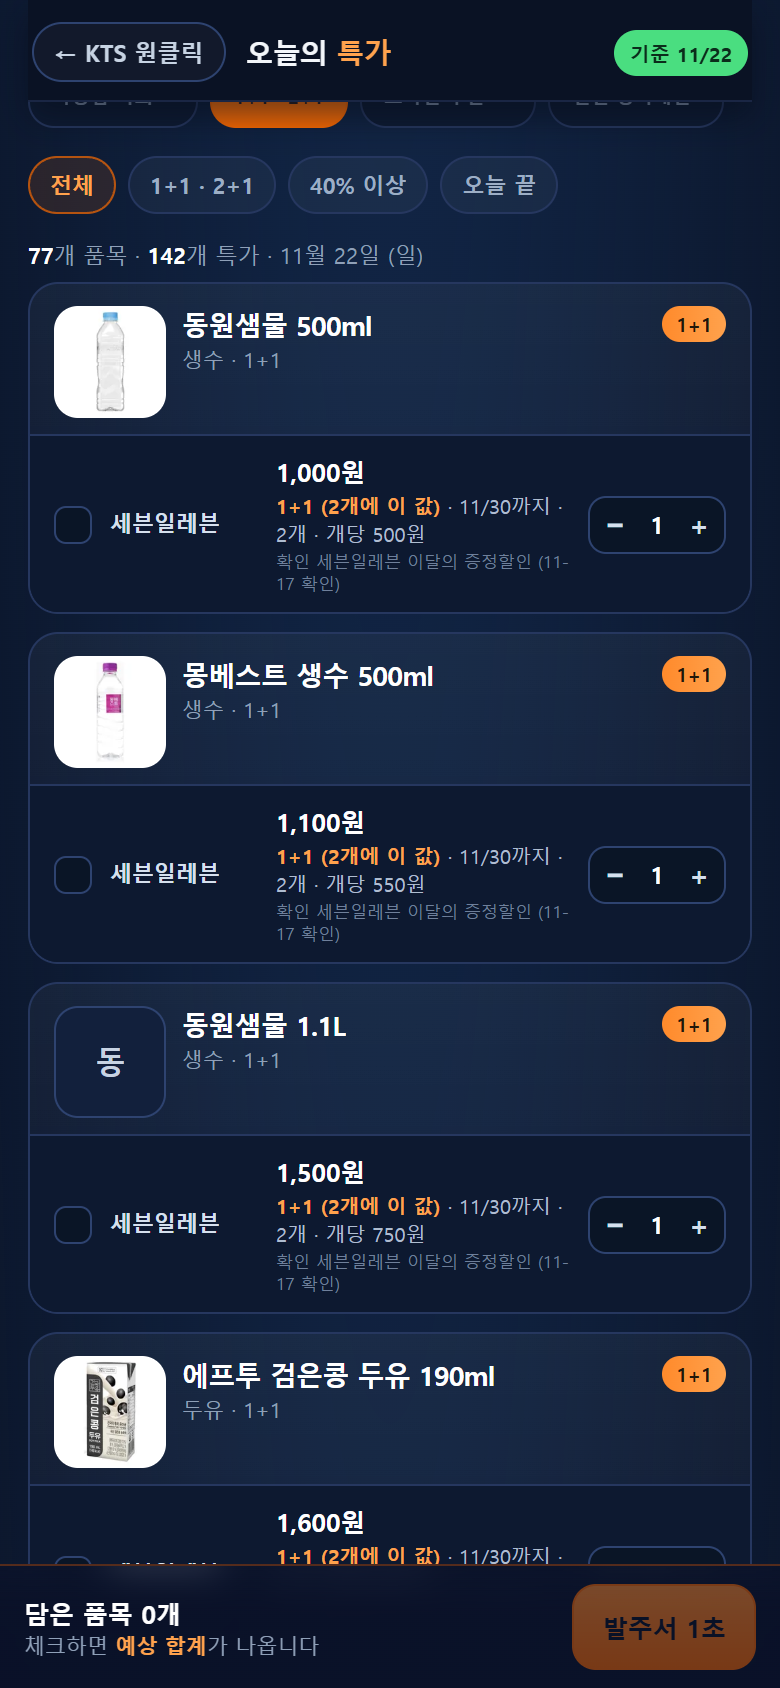 ← KTS 원클릭
오늘의 특가
기준 11/22
전체
1+1 · 2+1
40% 이상
오늘 끝
77개 품목 · 142개 특가 · 11월 22일 (일)
동원샘물 500ml
1+1
생수 · 1+1
세븐일레븐
1,000원
1+1 (2개에 이 값) · 11/30까지 ·
2개 · 개당 500원
확인 세븐일레븐 이달의 증정할인 (11-
17 확인)
− 1 +
몽베스트 생수 500ml
1+1
생수 · 1+1
세븐일레븐
1,100원
1+1 (2개에 이 값) · 11/30까지 ·
2개 · 개당 550원
확인 세븐일레븐 이달의 증정할인 (11-
17 확인)
− 1 +
동
동원샘물 1.1L
1+1
생수 · 1+1
세븐일레븐
1,500원
1+1 (2개에 이 값) · 11/30까지 ·
2개 · 개당 750원
확인 세븐일레븐 이달의 증정할인 (11-
17 확인)
− 1 +
검은콩
두유
에프투 검은콩 두유 190ml
1+1
두유 · 1+1
1,600원
1+1 (2개에 이 값) · 11/30까지 ·
담은 품목 0개
체크하면 예상 합계가 나옵니다
발주서 1초